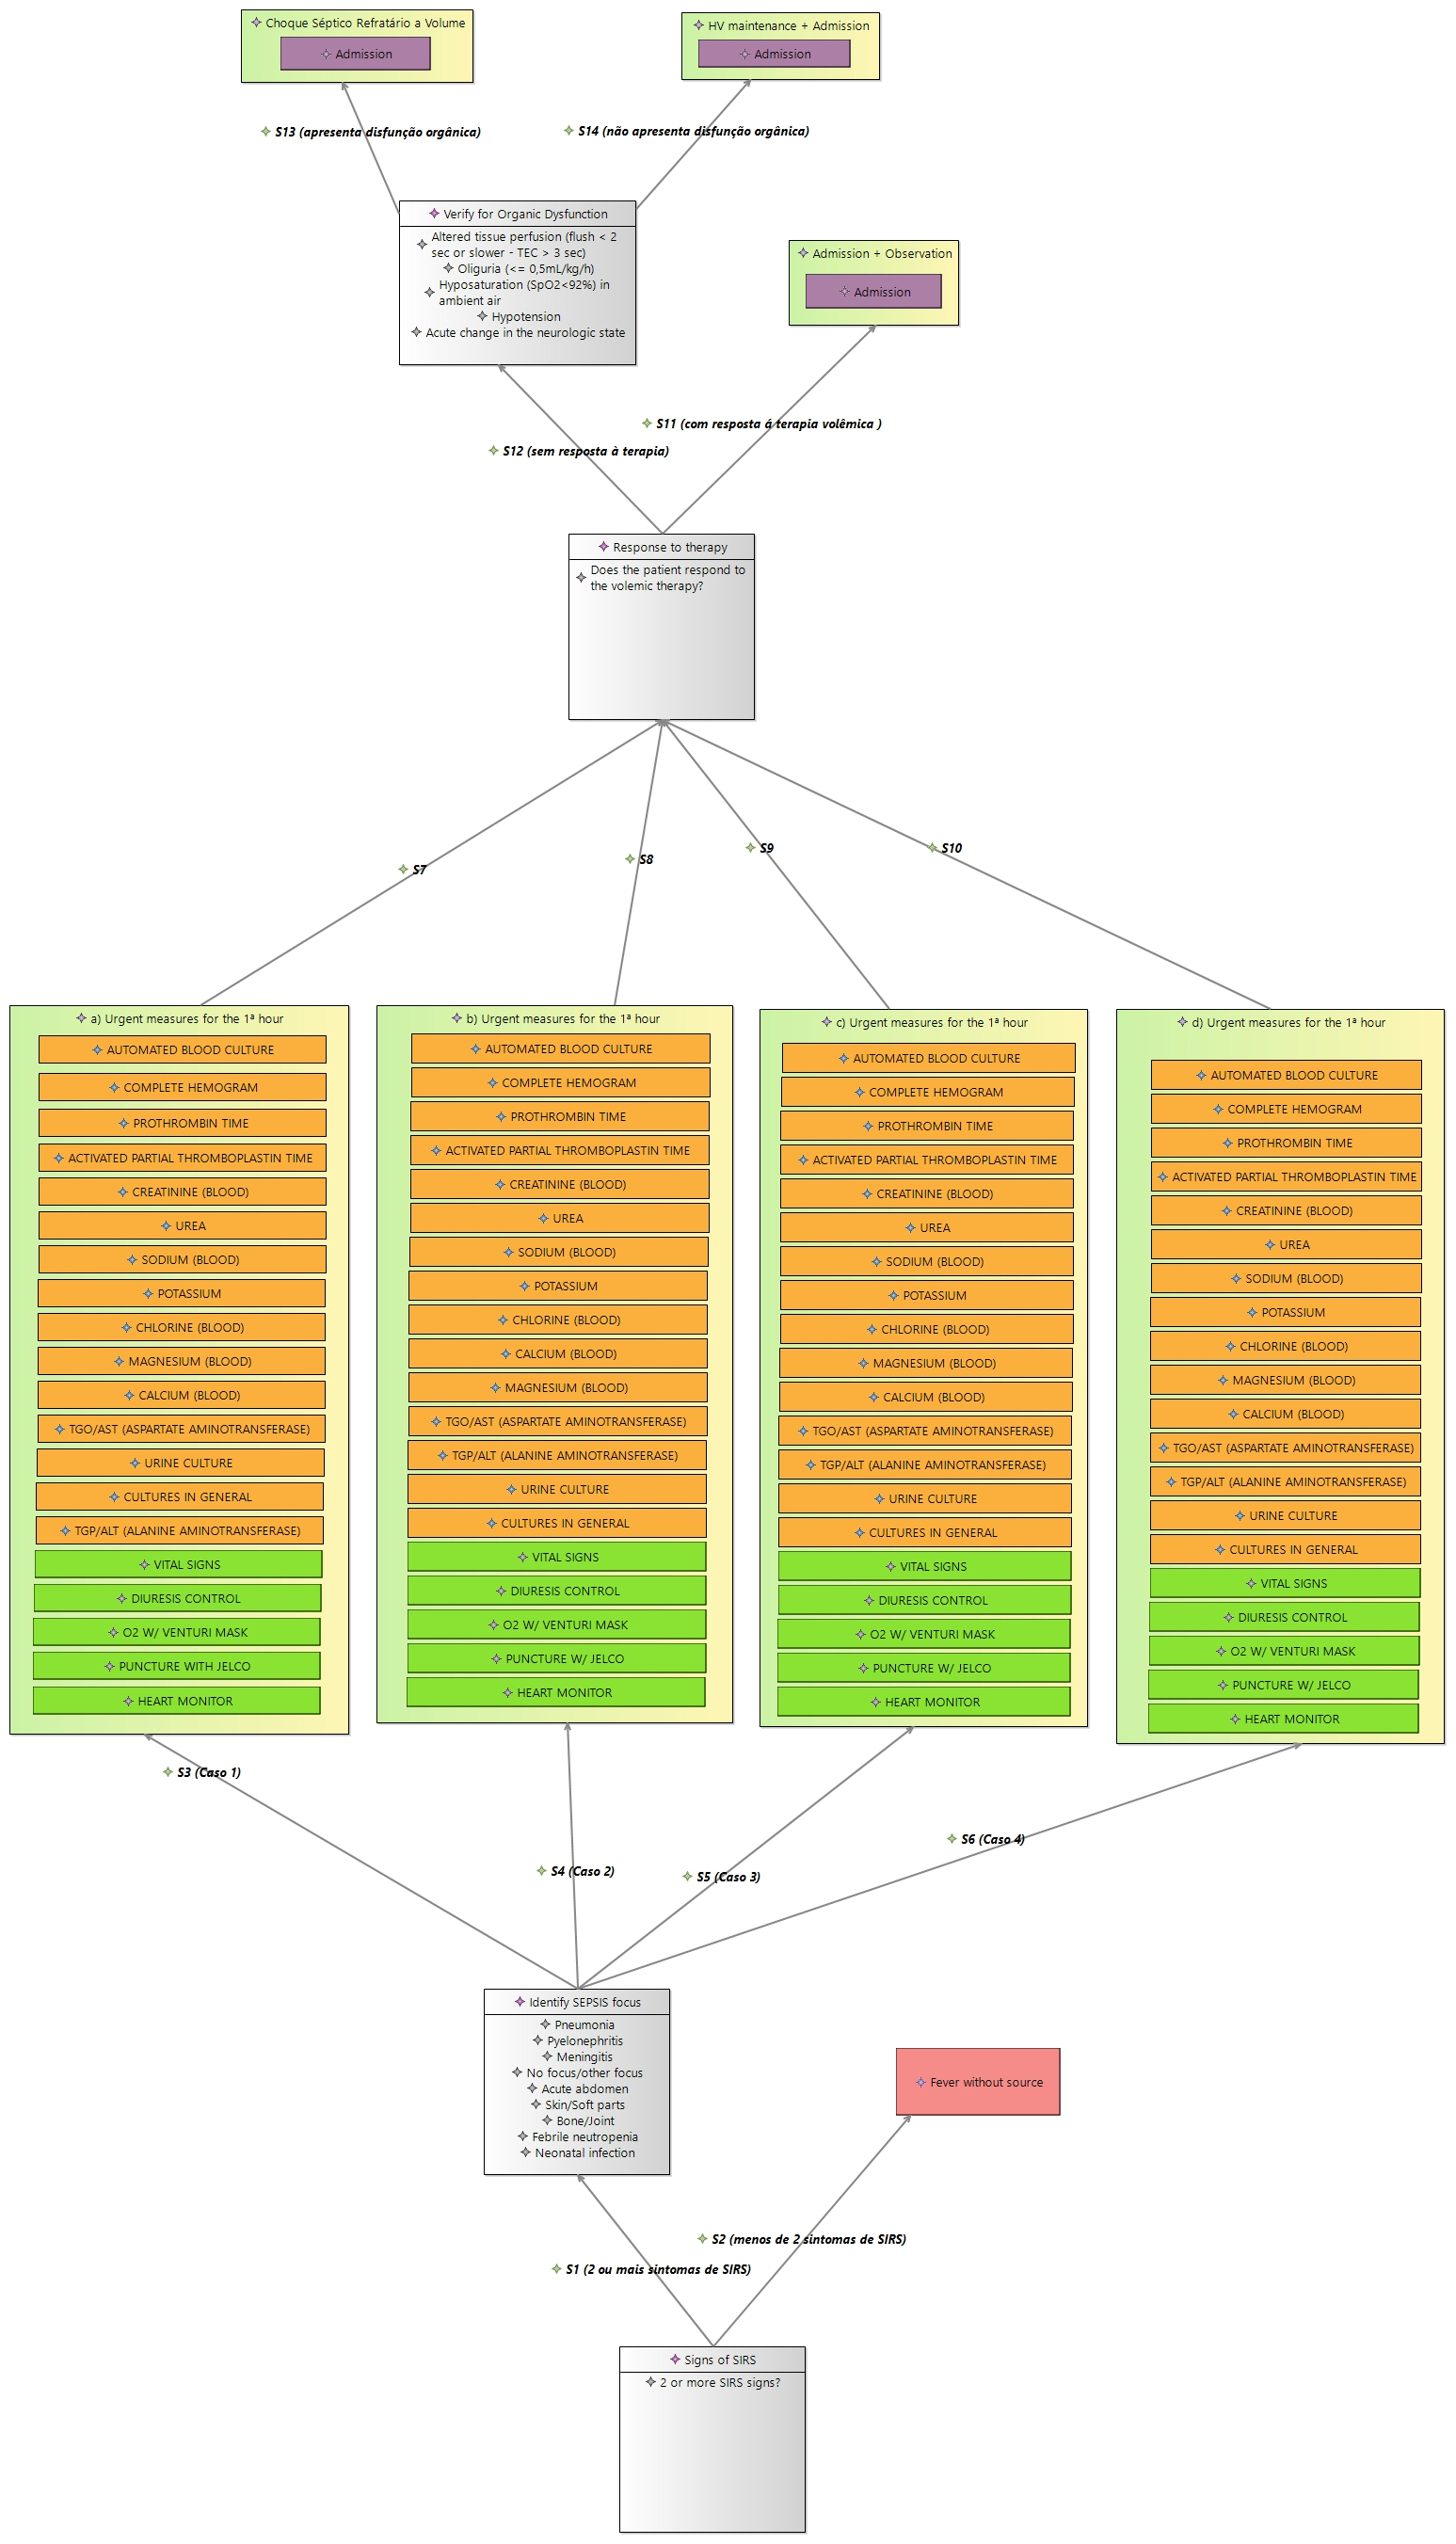 Choque Séptico Refratário a Volume
Admission
HV maintenance + Admission
Admission
S13 (apresenta disfunção orgânica)
S14 (não apresenta disfunção orgânica)
Verify for Organic Dysfunction
Altered tissue perfusion (flush < 2
sec or slower - TEC > 3 sec)
Oliguria (<= 0,5mL/kg/h)
Hyposaturation (SpO2<92%) in
ambient air
Hypotension
Acute change in the neurologic state
Admission + Observation
Admission
S11 (com resposta á terapia volêmica )
S12 (sem resposta à terapia)
Response to therapy
Does the patient respond to
the volemic therapy?
S7
S8
S9
S10
a) Urgent measures for the 1ª hour
AUTOMATED BLOOD CULTURE
COMPLETE HEMOGRAM
PROTHROMBIN TIME
ACTIVATED PARTIAL THROMBOPLASTIN TIME
CREATININE (BLOOD)
UREA
SODIUM (BLOOD)
POTASSIUM
CHLORINE (BLOOD)
MAGNESIUM (BLOOD)
CALCIUM (BLOOD)
TGO/AST (ASPARTATE AMINOTRANSFERASE)
URINE CULTURE
CULTURES IN GENERAL
TGP/ALT (ALANINE AMINOTRANSFERASE)
VITAL SIGNS
DIURESIS CONTROL
O2 W/ VENTURI MASK
PUNCTURE WITH JELCO
HEART MONITOR
b) Urgent measures for the 1ª hour
AUTOMATED BLOOD CULTURE
COMPLETE HEMOGRAM
PROTHROMBIN TIME
ACTIVATED PARTIAL THROMBOPLASTIN TIME
CREATININE (BLOOD)
UREA
SODIUM (BLOOD)
POTASSIUM
CHLORINE (BLOOD)
CALCIUM (BLOOD)
MAGNESIUM (BLOOD)
TGO/AST (ASPARTATE AMINOTRANSFERASE)
TGP/ALT (ALANINE AMINOTRANSFERASE)
URINE CULTURE
CULTURES IN GENERAL
VITAL SIGNS
DIURESIS CONTROL
O2 W/ VENTURI MASK
PUNCTURE W/ JELCO
HEART MONITOR
c) Urgent measures for the 1ª hour
AUTOMATED BLOOD CULTURE
COMPLETE HEMOGRAM
PROTHROMBIN TIME
ACTIVATED PARTIAL THROMBOPLASTIN TIME
CREATININE (BLOOD)
UREA
SODIUM (BLOOD)
POTASSIUM
CHLORINE (BLOOD)
MAGNESIUM (BLOOD)
CALCIUM (BLOOD)
TGO/AST (ASPARTATE AMINOTRANSFERASE)
TGP/ALT (ALANINE AMINOTRANSFERASE)
URINE CULTURE
CULTURES IN GENERAL
VITAL SIGNS
DIURESIS CONTROL
O2 W/ VENTURI MASK
PUNCTURE W/ JELCO
HEART MONITOR
d) Urgent measures for the 1ª hour
AUTOMATED BLOOD CULTURE
COMPLETE HEMOGRAM
PROTHROMBIN TIME
ACTIVATED PARTIAL THROMBOPLASTIN TIME
CREATININE (BLOOD)
UREA
SODIUM (BLOOD)
POTASSIUM
CHLORINE (BLOOD)
MAGNESIUM (BLOOD)
CALCIUM (BLOOD)
TGO/AST (ASPARTATE AMINOTRANSFERASE)
TGP/ALT (ALANINE AMINOTRANSFERASE)
URINE CULTURE
CULTURES IN GENERAL
VITAL SIGNS
DIURESIS CONTROL
O2 W/ VENTURI MASK
PUNCTURE W/ JELCO
HEART MONITOR
S3 (Caso 1)
S4 (Caso 2)
S5 (Caso 3)
S6 (Caso 4)
Identify SEPSIS focus
Pneumonia
Pyelonephritis
Meningitis
No focus/other focus
Acute abdomen
Skin/Soft parts
Bone/Joint
Febrile neutropenia
Neonatal infection
Fever without source
S2 (menos de 2 sintomas de SIRS)
S1 (2 ou mais sintomas de SIRS)
Signs of SIRS
2 or more SIRS signs?